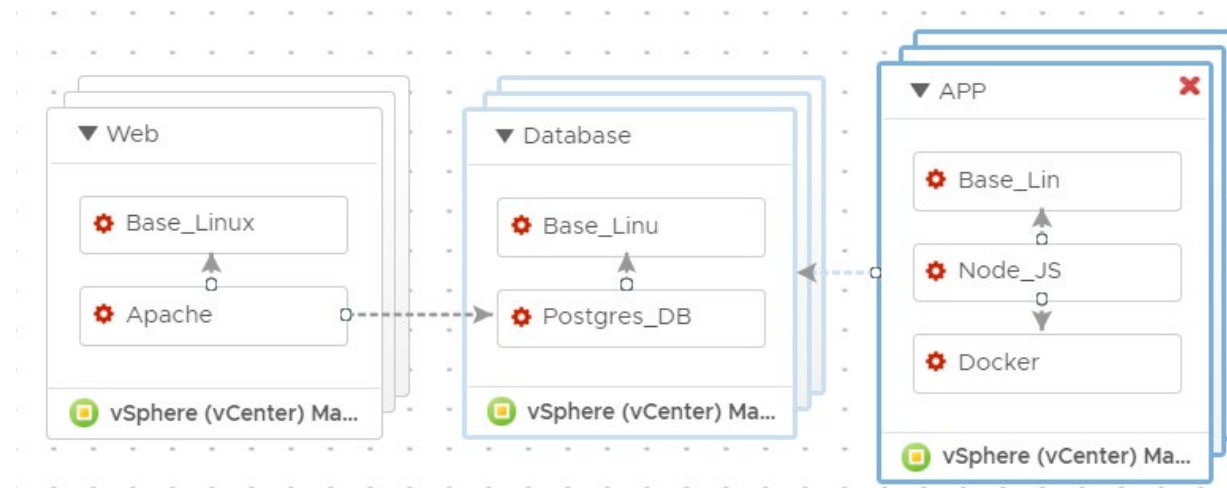 Web
Base_Linux
Apache
vSphere (vCenter) Ma...
Database
Base_Linu
Postgres_DB
vSphere (vCenter) Ma...
APP
Base_Lin
Node_JS
Docker
vSphere (vCenter) Ma...